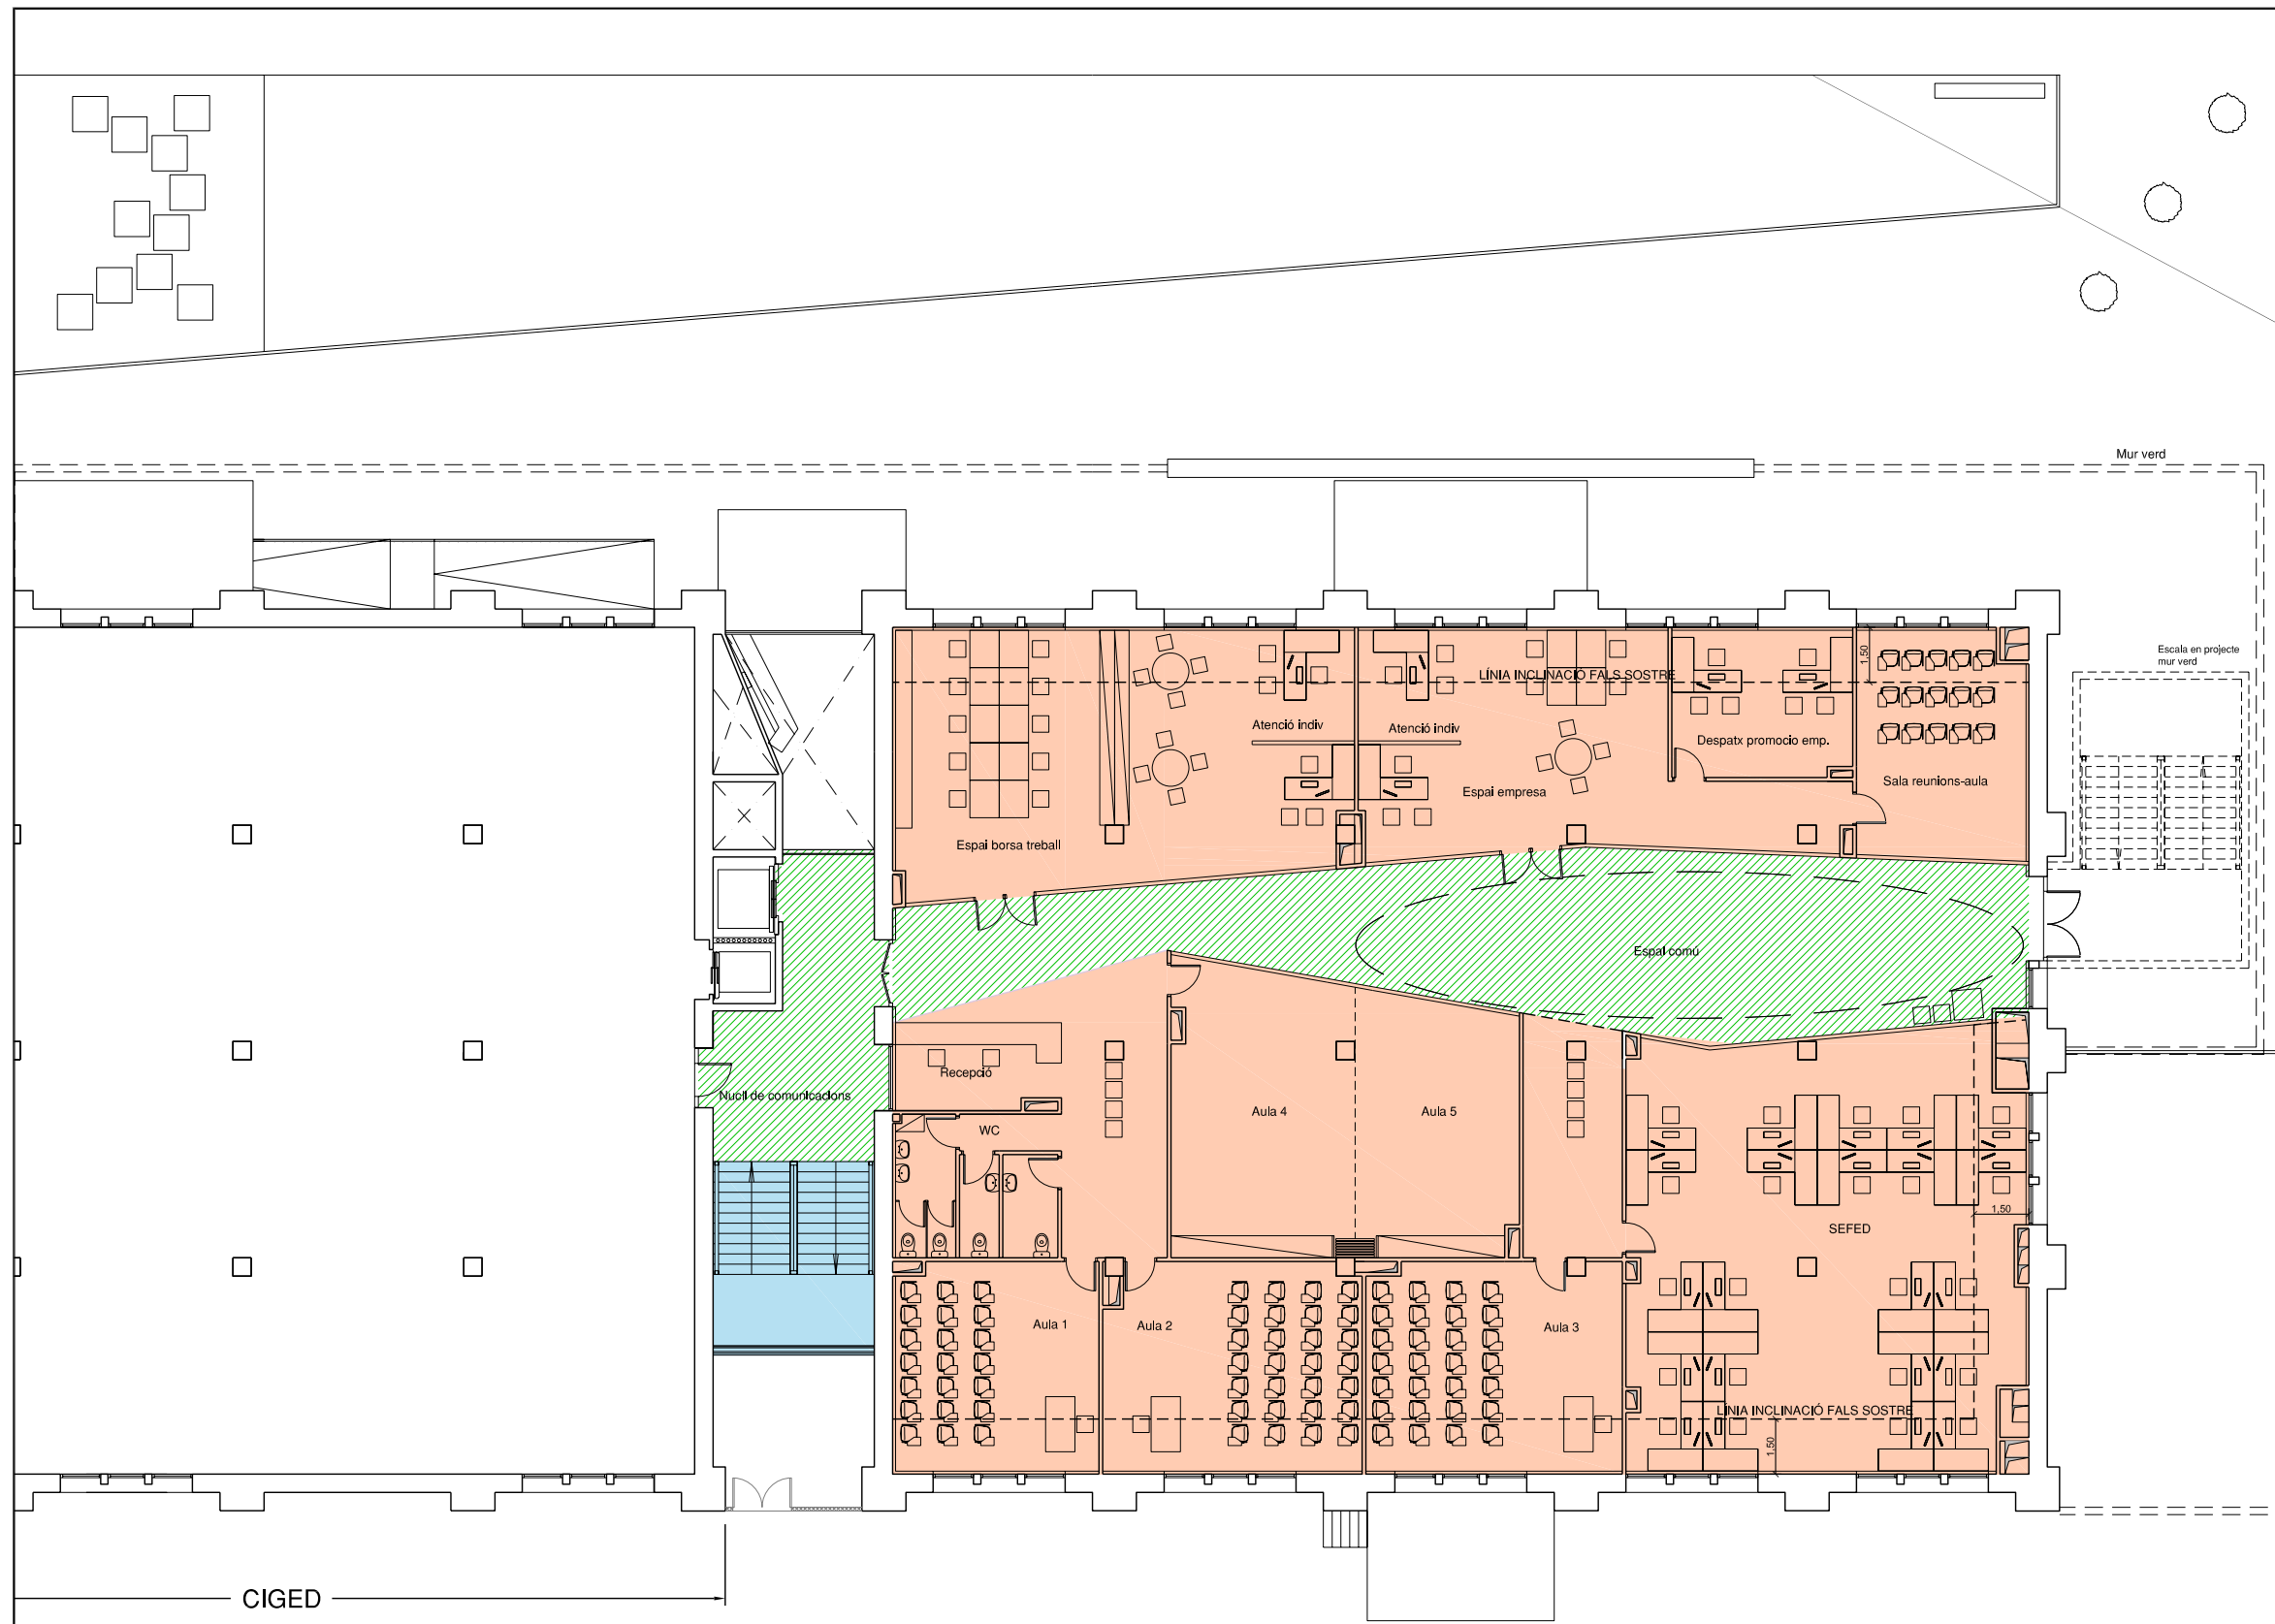 Mur verd
Escala en projecte
mur verd
1,50
LÍNIA INCLINACIÓ FALS SOSTRE
Atenció indiv
Atenció indiv
Despatx promocio emp.
Sala reunions-aula
Espai empresa
Espai borsa treball
Espai comú
Recepció
Nucli de comunicacions
WC
Aula 4
Aula 5
1,50
SEFED
Aula 1
Aula 2
Aula 3
LÍNIA INCLINACIÓ FALS SOSTRE
1,50
CIGED